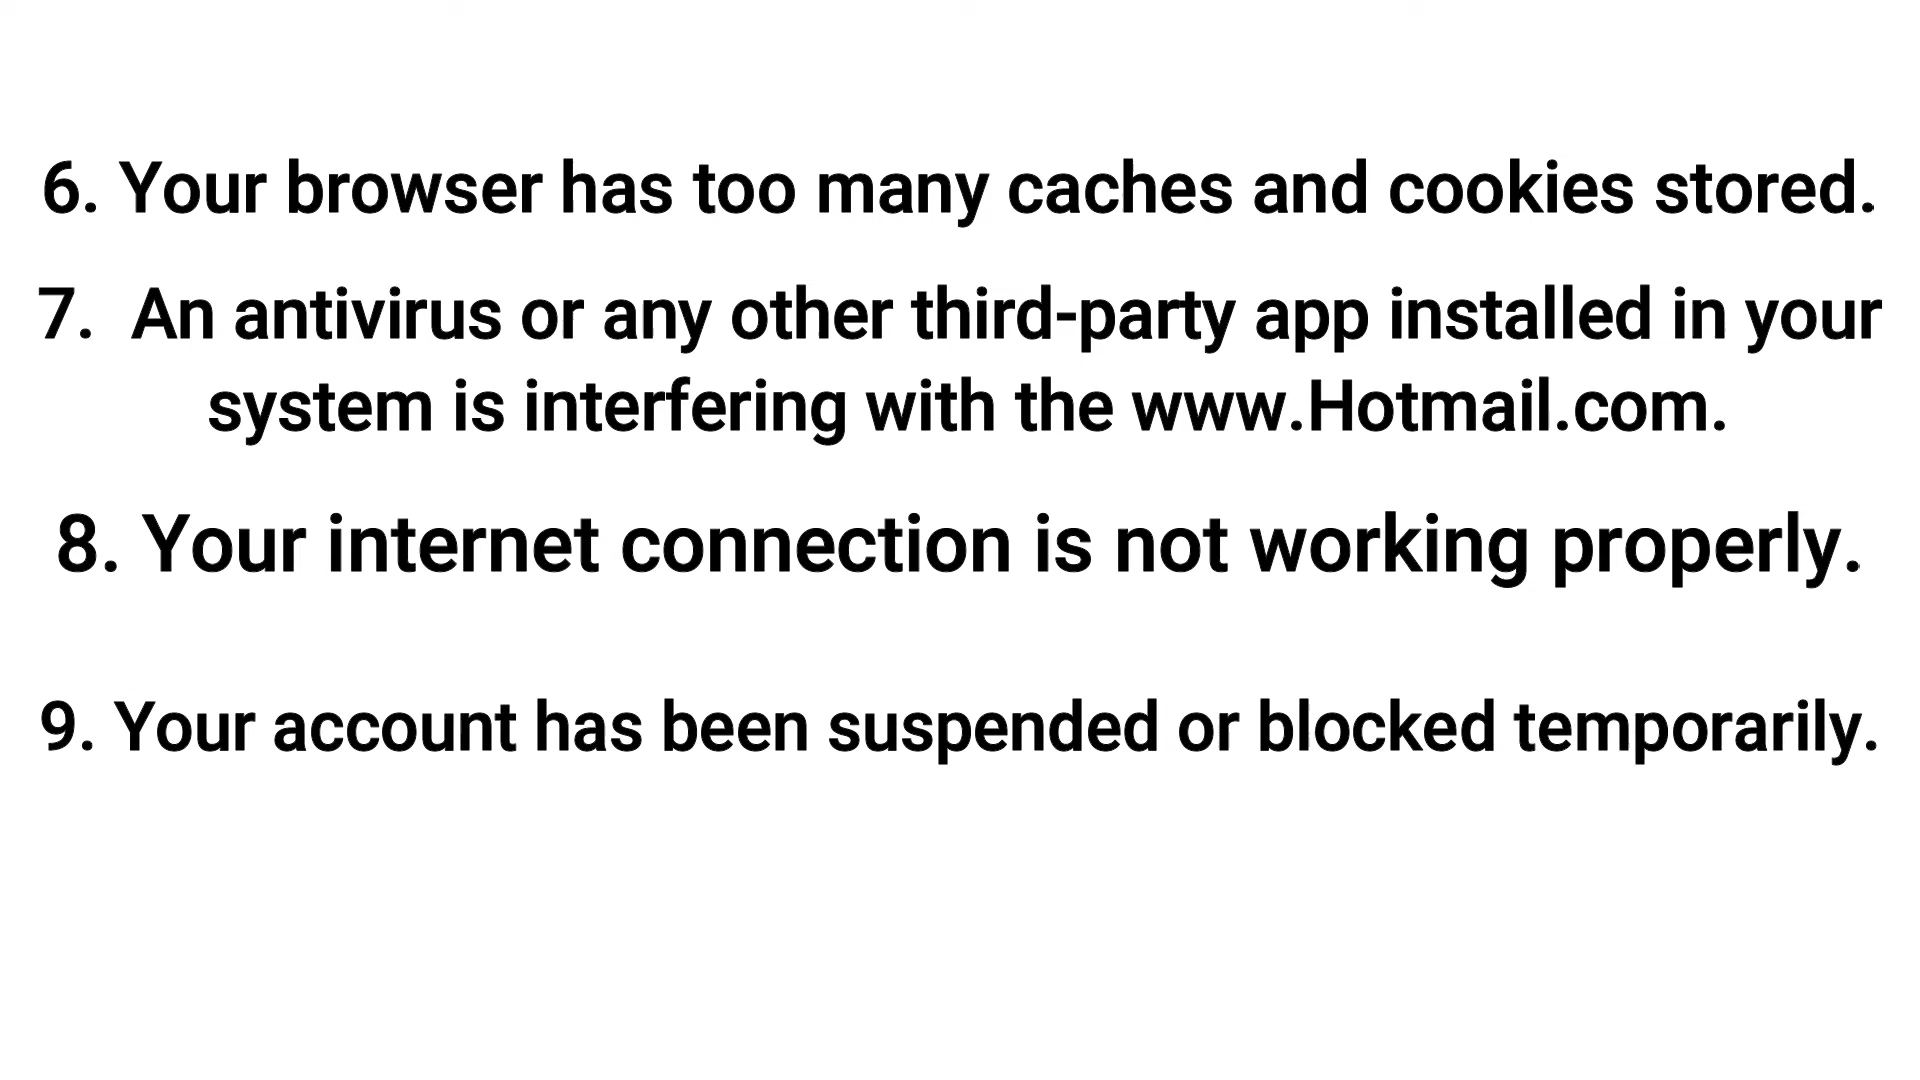 6. Your browser has too many caches and cookies stored.
7.  An antivirus or any other third-party app installed in your
system is interfering with the www.Hotmail.com.
8. Your internet connection is not working properly.
9. Your account has been suspended or blocked temporarily.